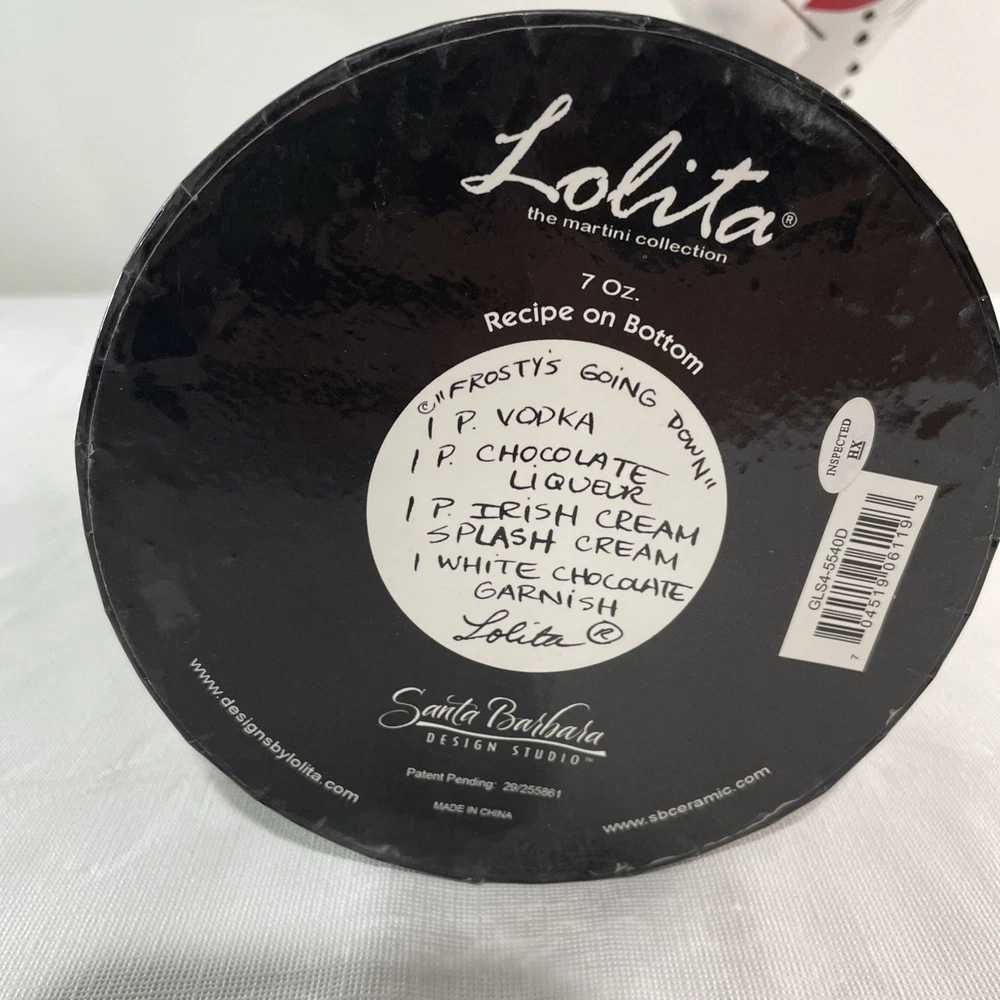 Lolita®
the martini collection
7 Oz.
Recipe on Bottom
©"FROSTY'S GOING DOWN"
1 P. VODKA
1 P. CHOCOLATE
LIQUEUR
1 P. IRISH CREAM
SPLASH CREAM
1 WHITE CHOCOLATE
GARNISH
Lolita ®
INSPECTED
HX
GLS4-5540D
7 04519 06119 3
Santa Barbara
DESIGN STUDIO™
Patent Pending: 29/255861
MADE IN CHINA
www.designsbylolita.com
www.sbceramic.com